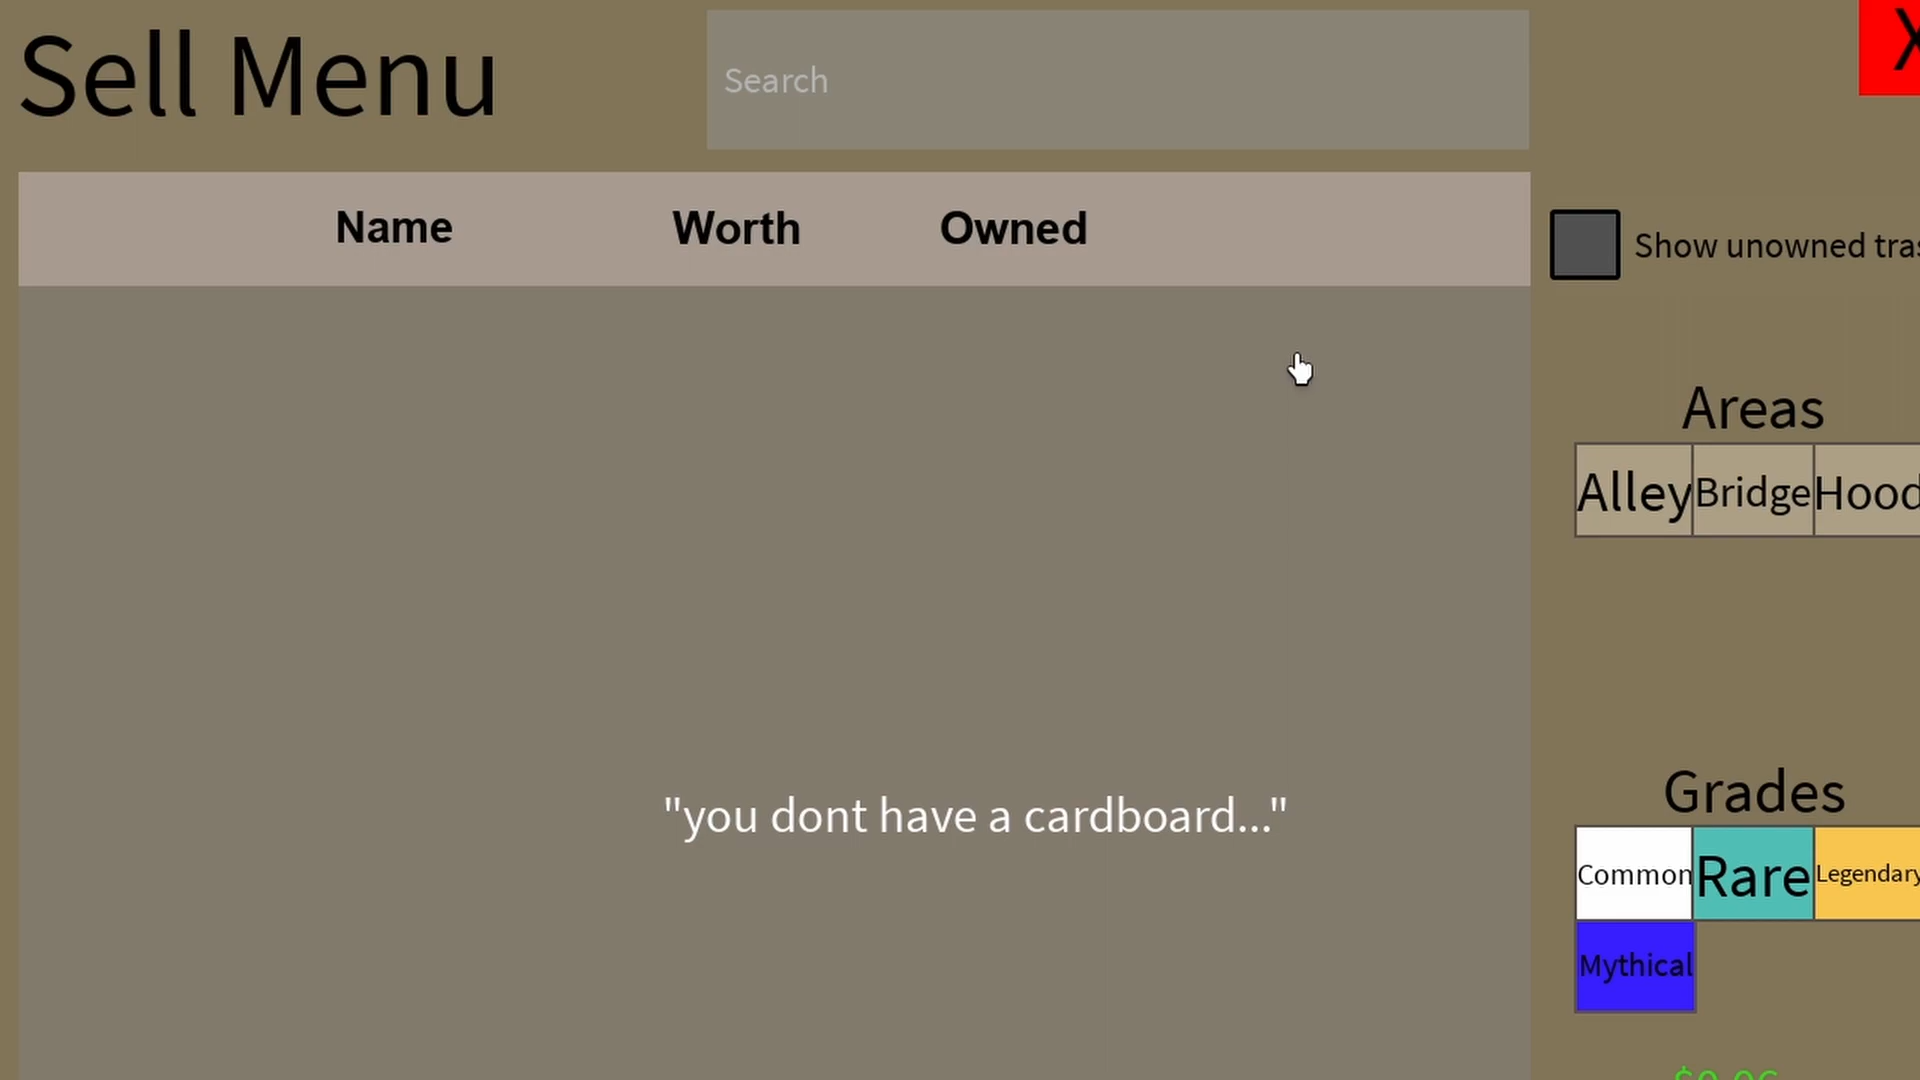 Sell Menu
Search
X
Name Worth Owned
Show unowned tras
Areas
Alley Bridge Hood
"you dont have a cardboard..."
Grades
Common Rare Legendary
Mythical